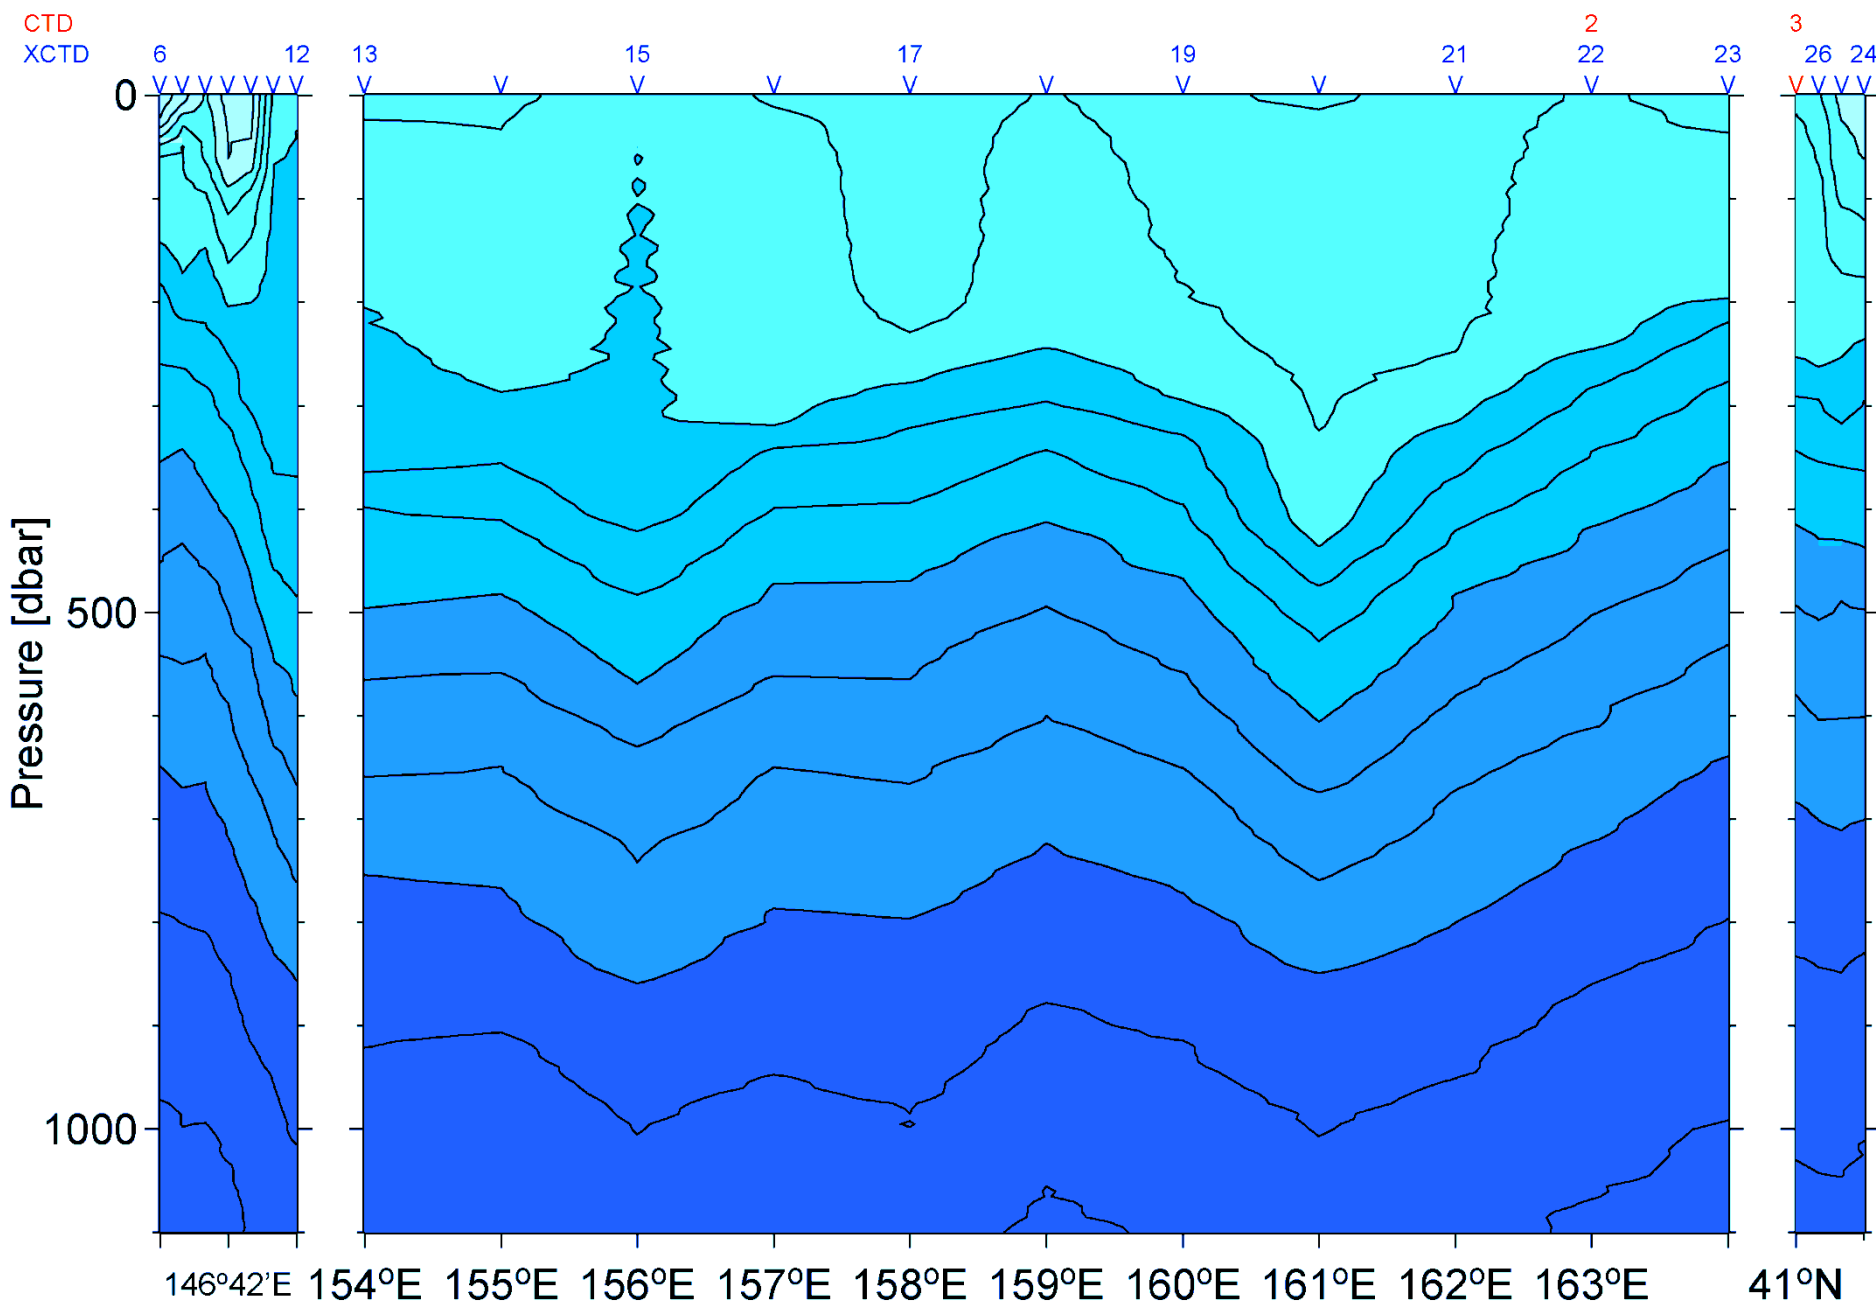 CTD 2 3
XCTD 6 12 13 15 17 19 21 22 23 26 24
0
500
1000
Pressure [dbar]
146°42'E 154°E 155°E 156°E 157°E 158°E 159°E 160°E 161°E 162°E 163°E 41°N